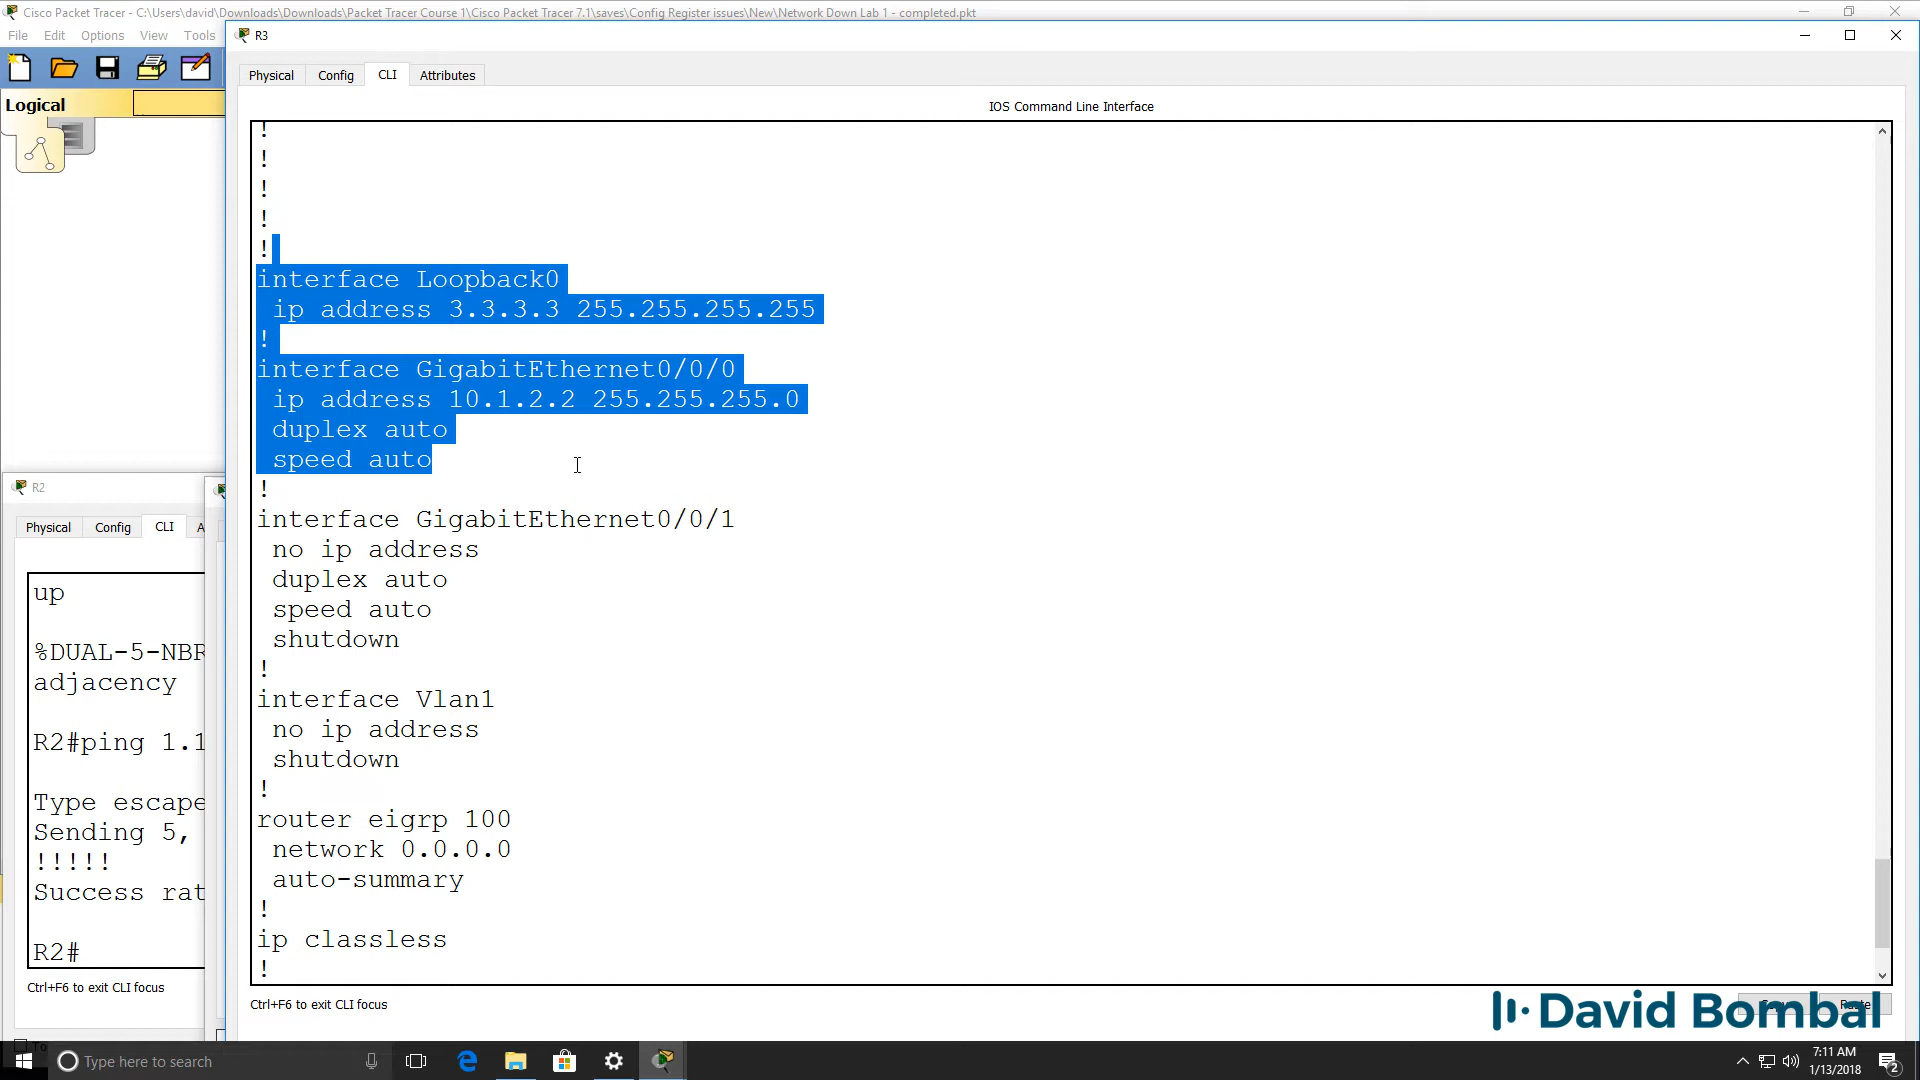 Cisco Packet Tracer - C:\Users\david\Downloads\Downloads\Packet Tracer Course 1\Cisco Packet Tracer 7.1\saves\Config Register issues\New\Network Down Lab 1 - completed.pkt
File Edit Options View Tools
R3
Physical Config CLI Attributes
Logical
IOS Command Line Interface
!
!
!
!
!
interface Loopback0
ip address 3.3.3.3 255.255.255.255
!
interface GigabitEthernet0/0/0
ip address 10.1.2.2 255.255.255.0
duplex auto
speed auto
!
interface GigabitEthernet0/0/1
no ip address
duplex auto
speed auto
shutdown
!
interface Vlan1
no ip address
shutdown
!
router eigrp 100
network 0.0.0.0
auto-summary
!
ip classless
!
Ctrl+F6 to exit CLI focus
R2
Physical Config CLI A
up
%DUAL-5-NBR
adjacency
R2#ping 1.1
Type escape
Sending 5,
!!!!!
Success rat
R2#
Ctrl+F6 to exit CLI focus
David Bombal
Type here to search
7:11 AM
1/13/2018
2